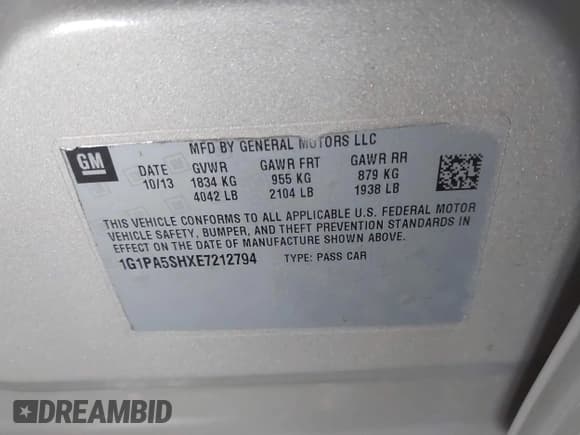 GM
MFD BY GENERAL MOTORS LLC
DATE GVWR GAWR FRT GAWR RR
10/13 1834 KG 955 KG 879 KG
4042 LB 2104 LB 1938 LB
THIS VEHICLE CONFORMS TO ALL APPLICABLE U.S. FEDERAL MOTOR
VEHICLE SAFETY, BUMPER, AND THEFT PREVENTION STANDARDS IN
EFFECT ON THE DATE OF MANUFACTURE SHOWN ABOVE.
1G1PA5SHXE7212794 TYPE: PASS CAR
DREAMBID